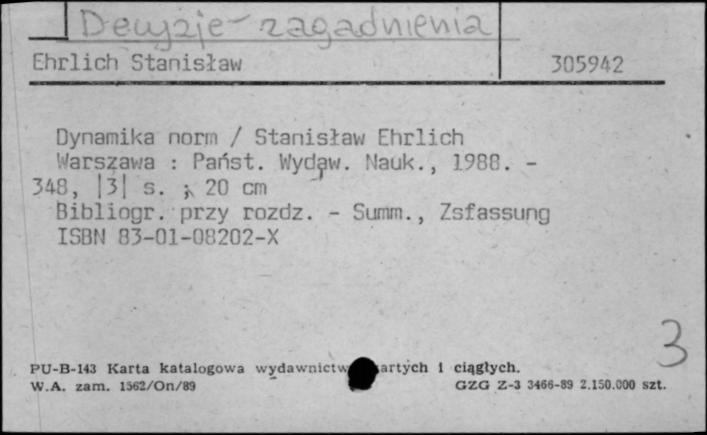 Decyzje - zagadnienia
Ehrlich Stanisław 305942
Dynamika norm / Stanisław Ehrlich
Warszawa : Państ. Wydaw. Nauk., 1988. -
348, |3| s. ; 20 cm
Bibliogr. przy rozdz. - Summ., Zsfassung
ISBN 83-01-08202-X
3
PU-B-143 Karta katalogowa wydawnictw zwartych i ciągłych.
W.A. zam. 1562/On/89 GZG Z-3 3466-89 2.150.000 szt.